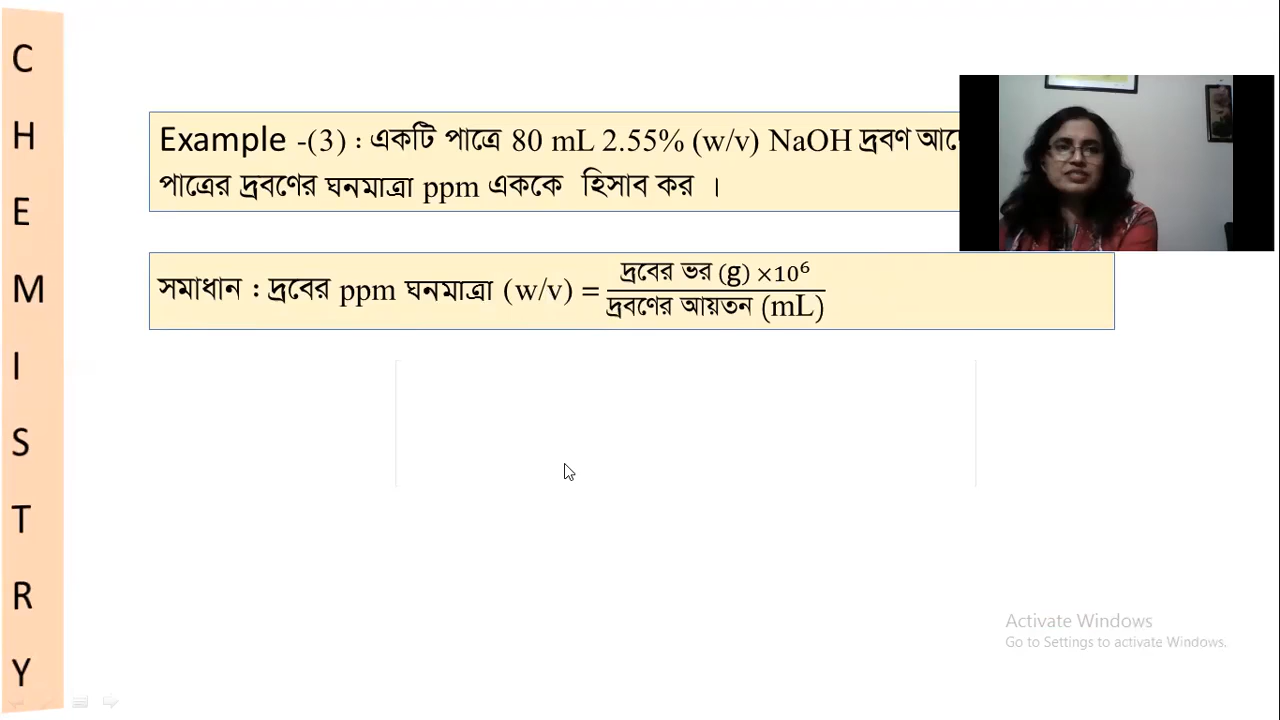 C
H
E
M
I
S
T
R
Y
Example -(3) : একটি পাত্রে 80 mL 2.55% (w/v) NaOH দ্রবণ
পাত্রের দ্রবণের ঘনমাত্রা ppm এককে হিসাব কর ।
সমাধান : দ্রবের ppm ঘনমাত্রা (w/v) = দ্রবের ভর (g) ×10⁶
দ্রবণের আয়তন (mL)
Activate Windows
Go to Settings to activate Windows.